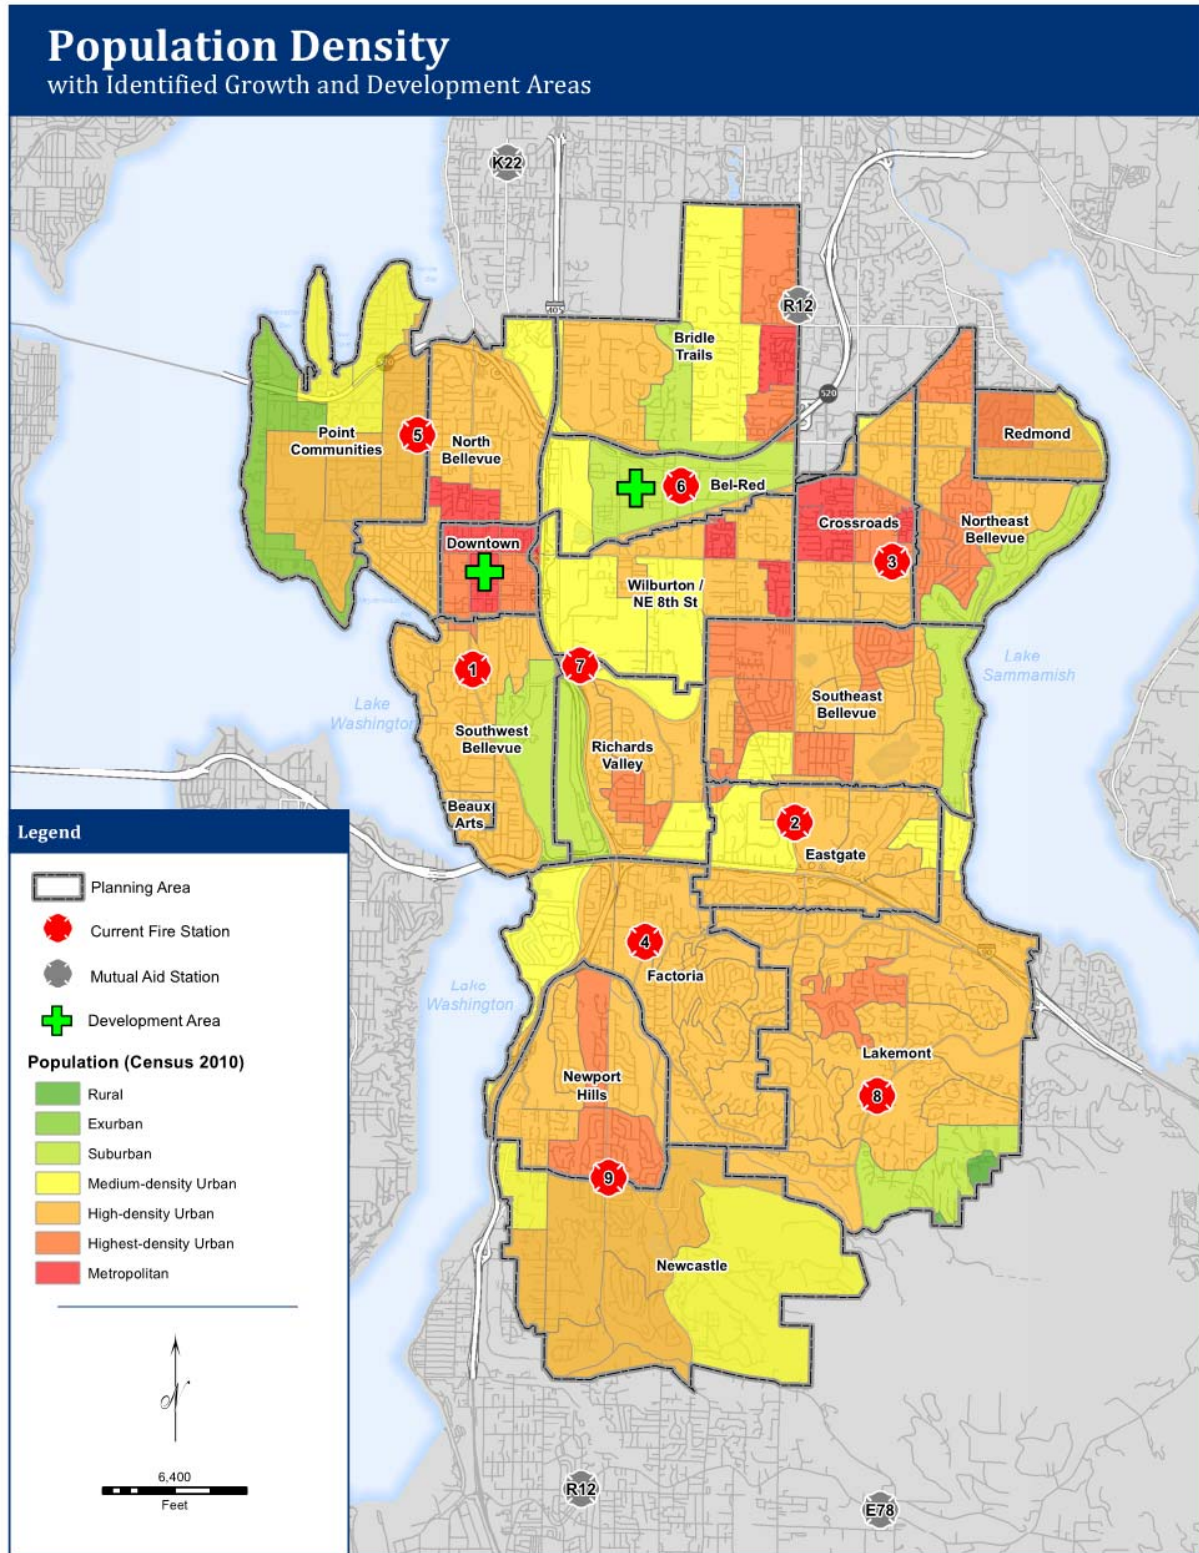 Population Density
with Identified Growth and Development Areas
K22
R12
405
Bridle
Trails
520
520
Point
Communities
5
North
Bellevue
Redmond
6
Bel-Red
Downtown
Crossroads
Northeast
Bellevue
3
Wilburton /
NE 8th St
1
7
Lake
Sammamish
Lake
Washington
Southwest
Bellevue
Richards
Valley
Southeast
Bellevue
Beaux
Arts
2
Eastgate
4
Factoria
90
Lake
Washington
Lakemont
Newport
Hills
8
9
Newcastle
R12
E78
Legend
Planning Area
Current Fire Station
Mutual Aid Station
Development Area
Population (Census 2010)
Rural
Exurban
Suburban
Medium-density Urban
High-density Urban
Highest-density Urban
Metropolitan
N
6,400
Feet